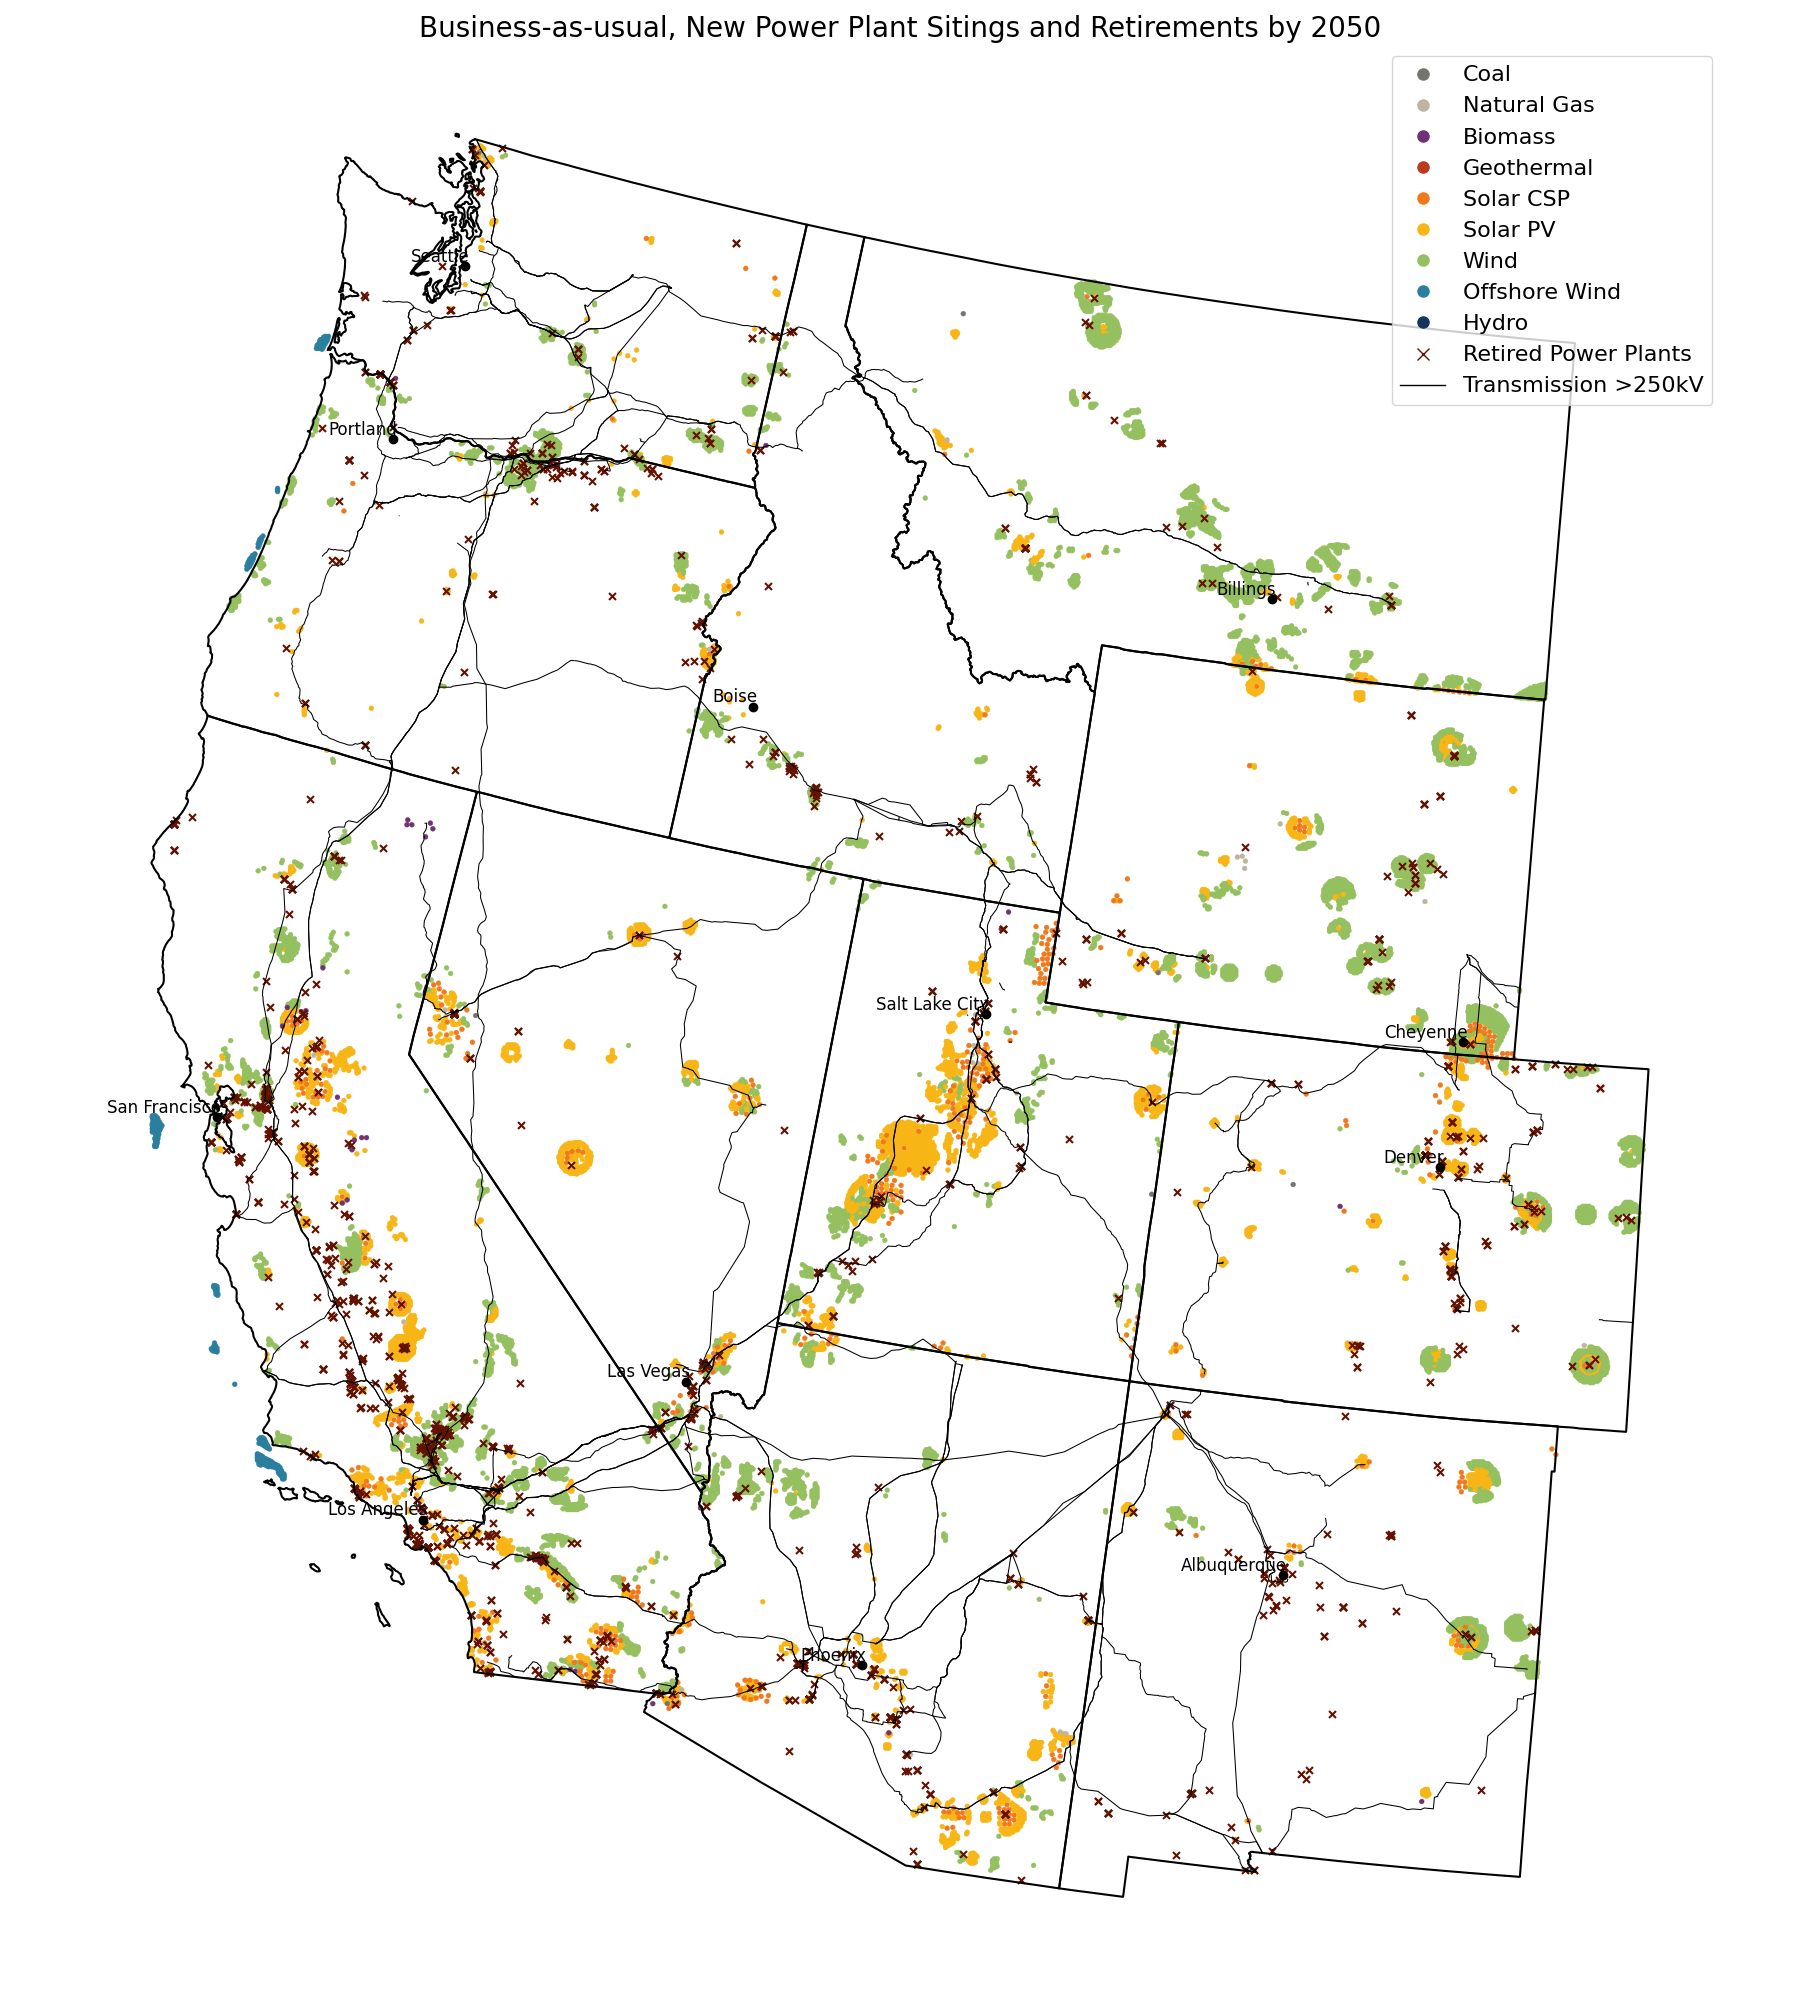 Business-as-usual, New Power Plant Sitings and Retirements by 2050
Coal
Natural Gas
Biomass
Geothermal
Solar CSP
Solar PV
Wind
Offshore Wind
Hydro
Retired Power Plants
Transmission >250kV
Seattle
Portland
Billings
Boise
Salt Lake City
Cheyenne
San Francisco
Denver
Las Vegas
Los Angeles
Albuquerque
Phoenix